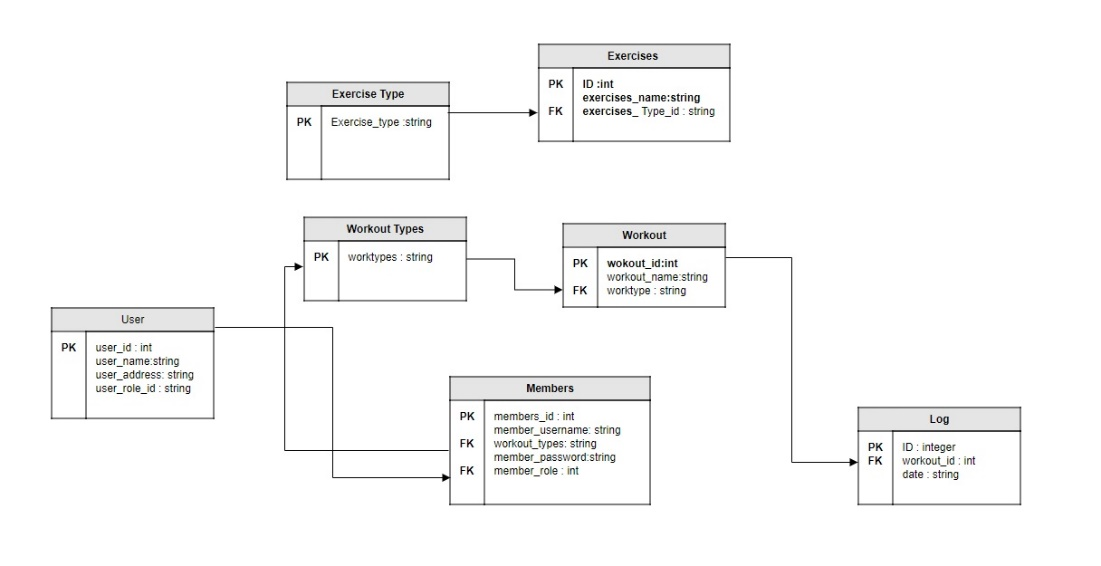 Exercises
PK ID :int
exercises_name:string
FK exercises_ Type_id : string
Exercise Type
PK Exercise_type :string
Workout Types
PK worktypes : string
Workout
PK wokout_id:int
workout_name:string
FK worktype : string
User
PK user_id : int
user_name:string
user_address: string
user_role_id : string
Members
PK members_id : int
member_username: string
FK workout_types: string
member_password:string
FK member_role : int
Log
PK ID : integer
FK workout_id : int
date : string